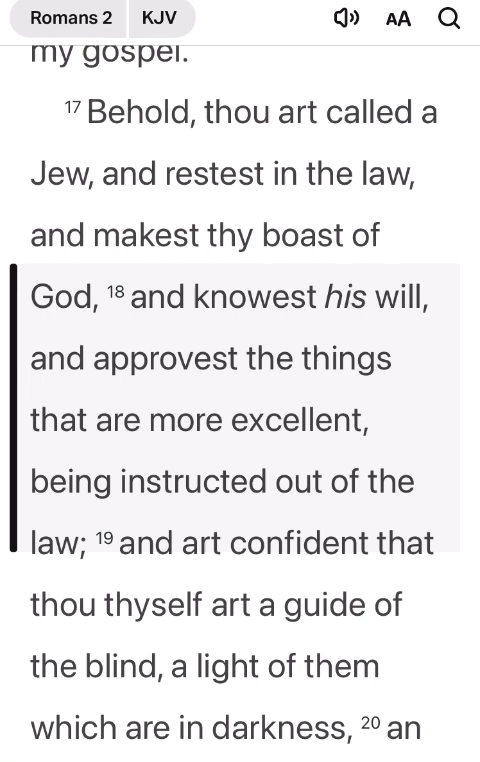 Romans 2 KJV AA
my gospel.
17 Behold, thou art called a
Jew, and restest in the law,
and makest thy boast of
God, 18 and knowest his will,
and approvest the things
that are more excellent,
being instructed out of the
law; 19 and art confident that
thou thyself art a guide of
the blind, a light of them
which are in darkness, 20 an